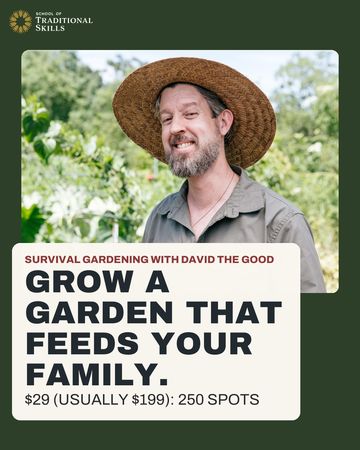 SCHOOL OF
TRADITIONAL
SKILLS
SURVIVAL GARDENING WITH DAVID THE GOOD
GROW A
GARDEN THAT
FEEDS YOUR
FAMILY.
$29 (USUALLY $199): 250 SPOTS